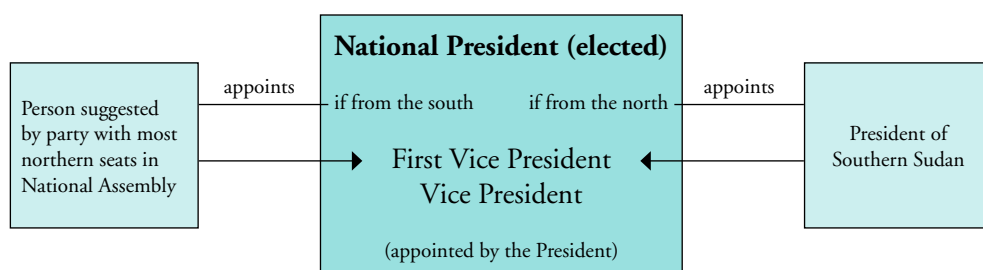 National President (elected)
appoints
if from the south
if from the north
appoints
Person suggested
by party with most
northern seats in
National Assembly
First Vice President
Vice President
President of
Southern Sudan
(appointed by the President)